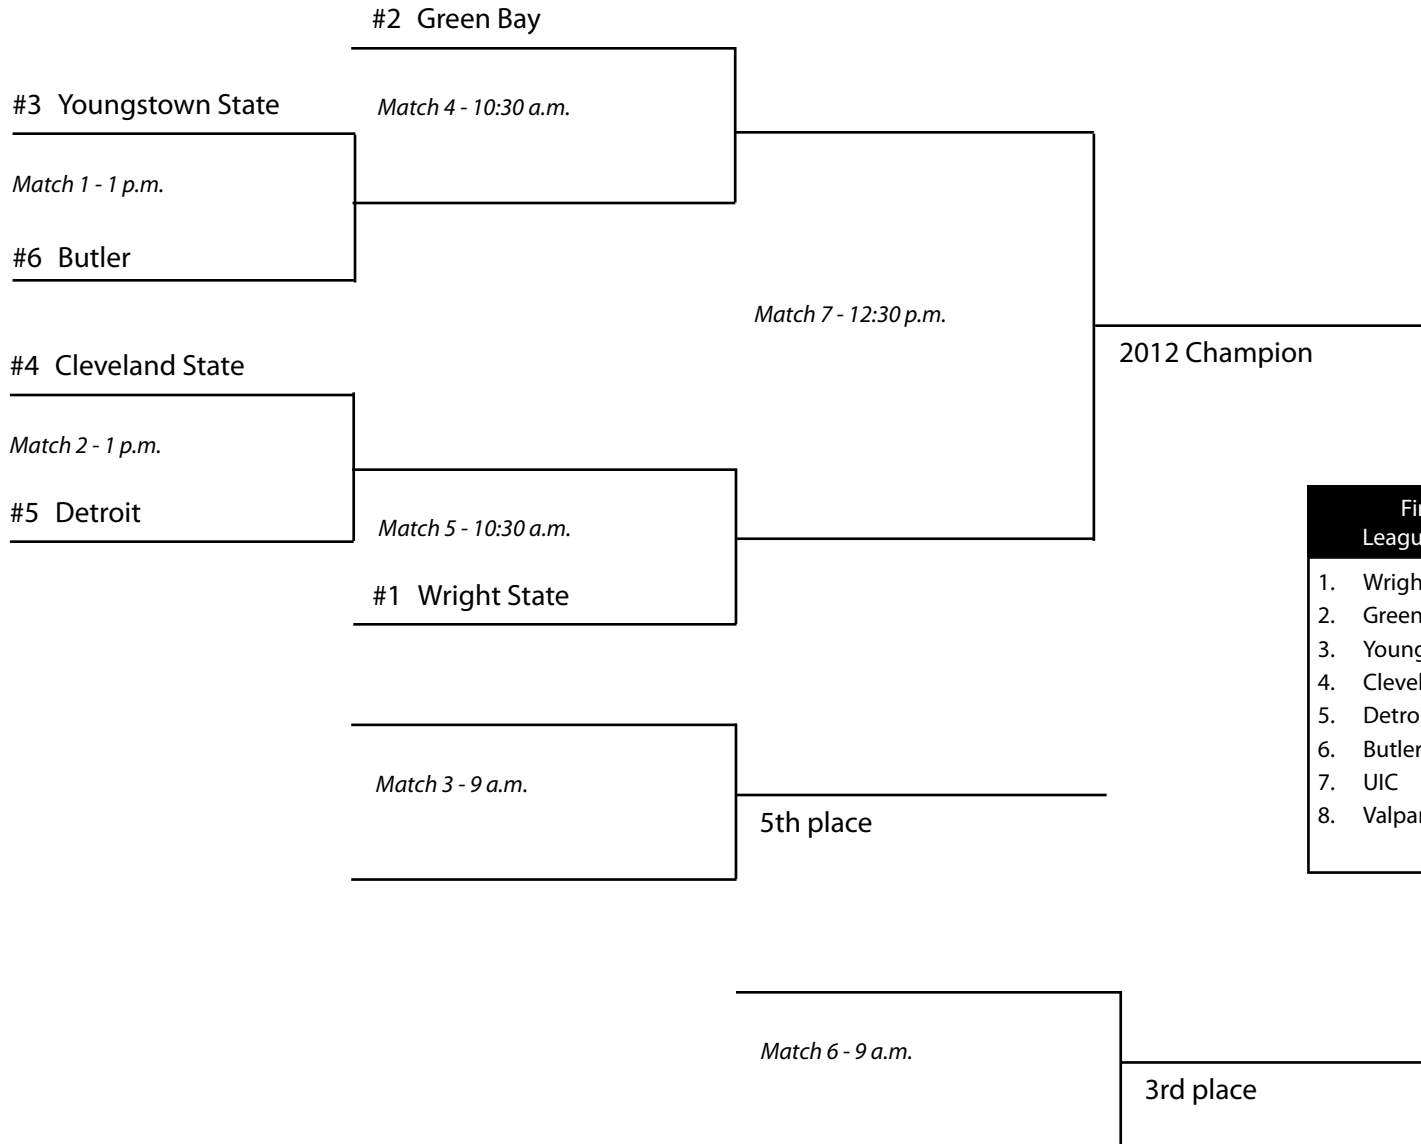 #2 Green Bay
#3 Youngstown State
Match 4 - 10:30 a.m.
Match 1 - 1 p.m.
#6 Butler
Match 7 - 12:30 p.m.
2012 Champion
#4 Cleveland State
Match 2 - 1 p.m.
#5 Detroit
Match 5 - 10:30 a.m.
#1 Wright State
1.
2. Green
3.
4.
5.
6. Butler
7. UIC
8.
Match 3 - 9 a.m.
5th place
Match 6 - 9 a.m.
3rd place